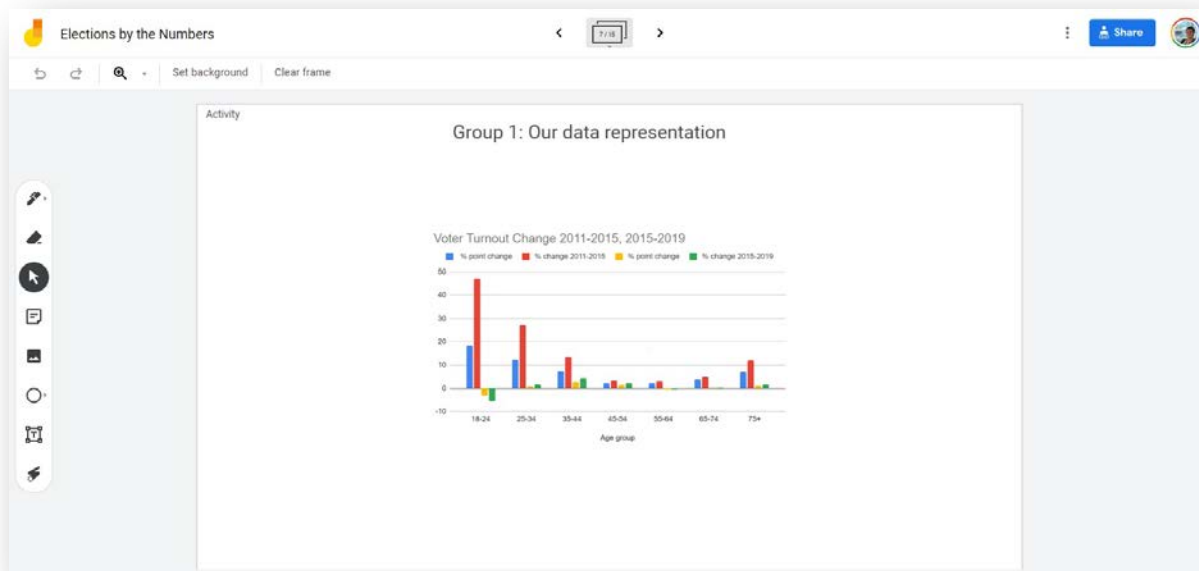 Elections by the Numbers
7 / 15
Share
Set background
Clear frame
Activity
Group 1: Our data representation
Voter Turnout Change 2011-2015, 2015-2019
% point change % change 2011-2015 % point change % change 2015-2019
50
40
30
20
10
0
-10
18-24 25-34 35-44 45-54 55-64 65-74 75+
Age group